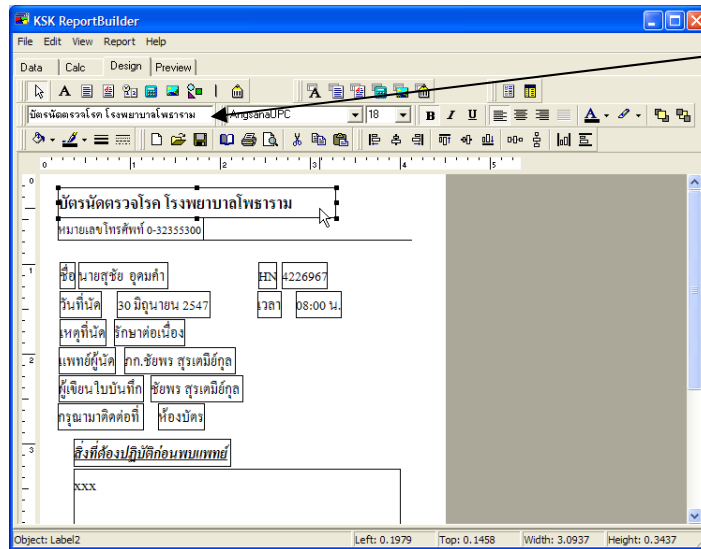 KSK ReportBuilder
File Edit View Report Help
Data Calc Design Preview
บัตรนัดตรวจโรค โรงพยาบาลโพธาราม AngsanaUPC 18 B I U
0 1 2 3 4 5
บัตรนัดตรวจโรค โรงพยาบาลโพธาราม
หมายเลขโทรศัพท์ 0-32355300
ชื่อ นายสุชัย อุดมคำ HN 4226967
วันที่นัด 30 มิถุนายน 2547 เวลา 08:00 น.
เหตุที่นัด รักษาต่อเนื่อง
แพทย์ผู้นัด ภก.ชัยพร สุรเตมีย์กุล
ผู้เขียนใบบันทึก ชัยพร สุรเตมีย์กุล
กรุณามาติดต่อที่ ห้องบัตร
สิ่งที่ต้องปฏิบัติก่อนพบแพทย์
xxx
Object: Label2 Left: 0.1979 Top: 0.1458 Width: 3.0937 Height: 0.3437